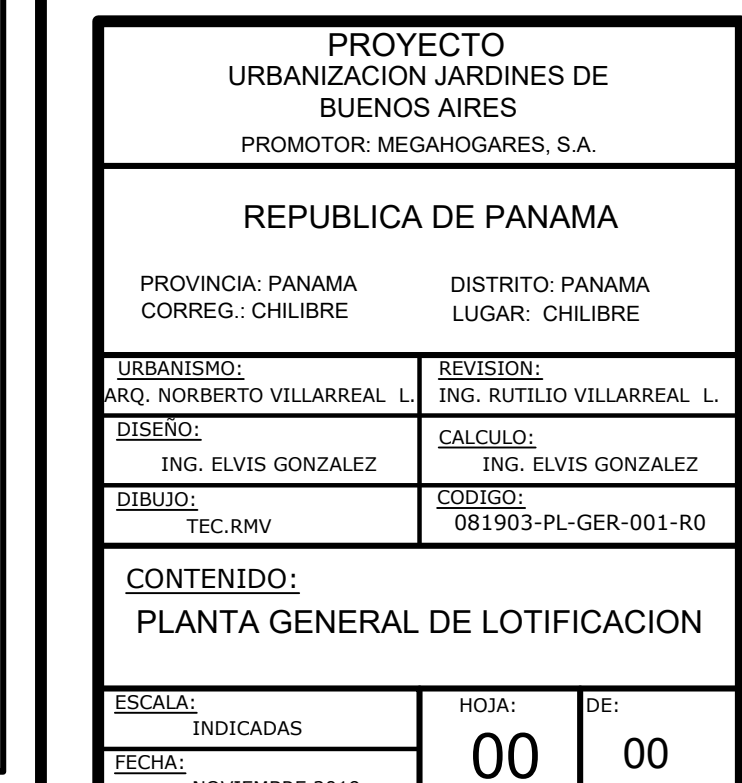 PROYECTO
URBANIZACION JARDINES DE
BUENOS AIRES
PROMOTOR: MEGAHOGARES, S.A.
REPUBLICA DE PANAMA
PROVINCIA: PANAMA DISTRITO: PANAMA
CORREG.: CHILIBRE LUGAR: CHILIBRE
URBANISMO: REVISION:
ARQ. NORBERTO VILLARREAL L. ING. RUTILIO VILLARREAL L.
DISEÑO: CALCULO:
ING. ELVIS GONZALEZ ING. ELVIS GONZALEZ
DIBUJO: CODIGO:
TEC.RMV 081903-PL-GER-001-R0
CONTENIDO:
PLANTA GENERAL DE LOTIFICACION
ESCALA: HOJA: DE:
INDICADAS 00 00
FECHA:
NOVIEMBRE